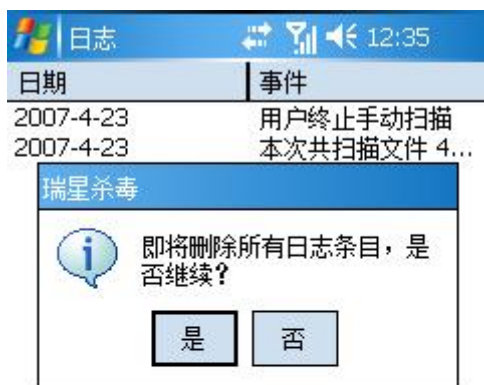 日志 12:35
日期 事件
2007-4-23 用户终止手动扫描
2007-4-23 本次共扫描文件 4...
瑞星杀毒
即将删除所有日志条目，是
否继续？
是 否